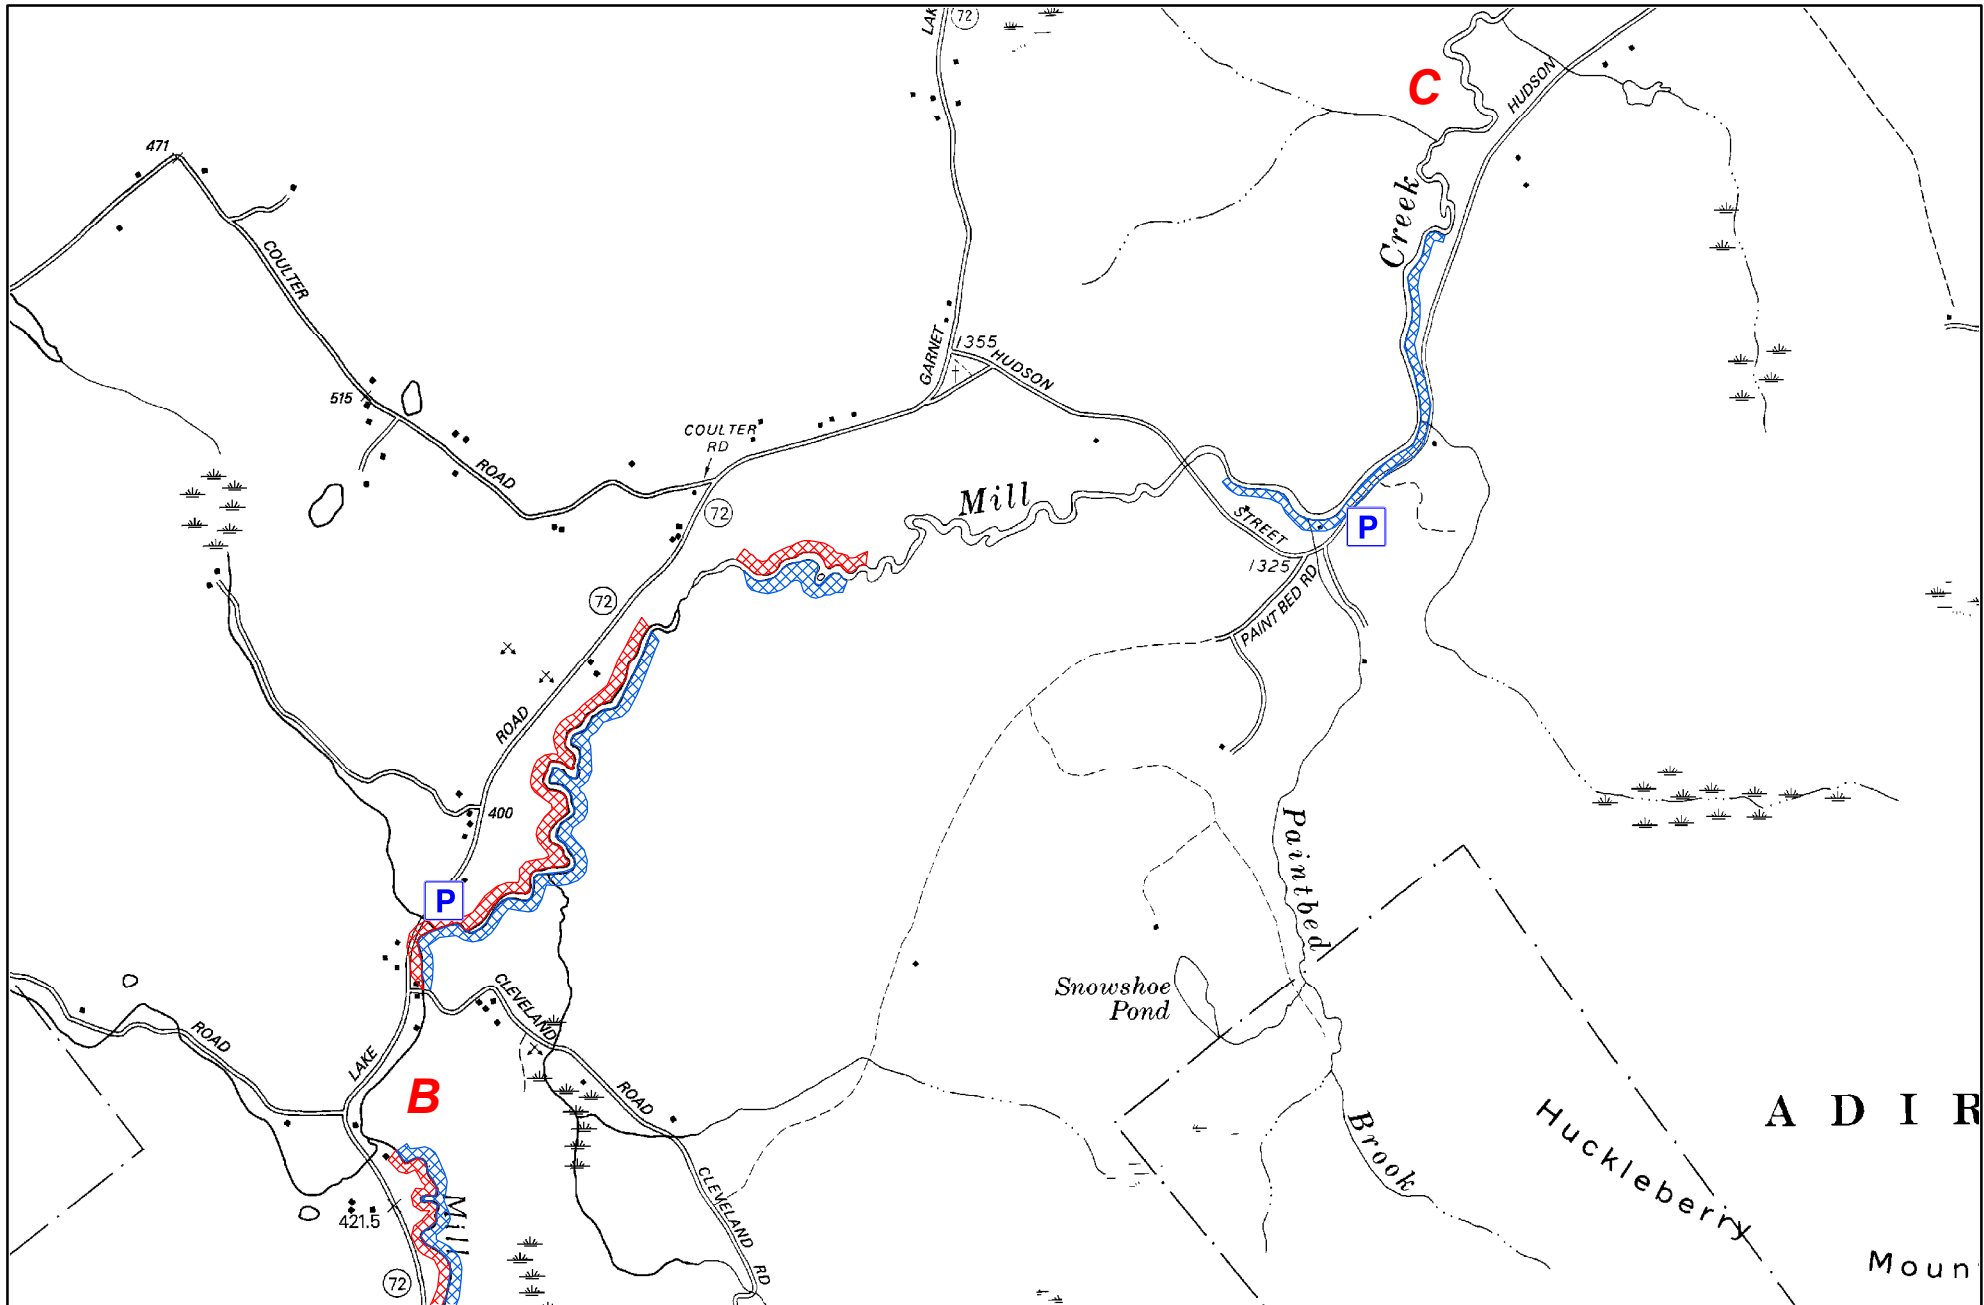 LAK
72
C
HUDSON
471
Creek
COULTER
1355
GARNET
HUDSON
515
COULTER
RD
ROAD
72
Mill
STREET
P
1325
72
PAINT BED RD
ROAD
400
Paintbed
P
CLEVELAND
Snowshoe
Pond
ROAD
LAKE
B
ROAD
ADIR
Huckleberry
Brook
CLEVELAND
RD
421.5
Mill
72
Moun